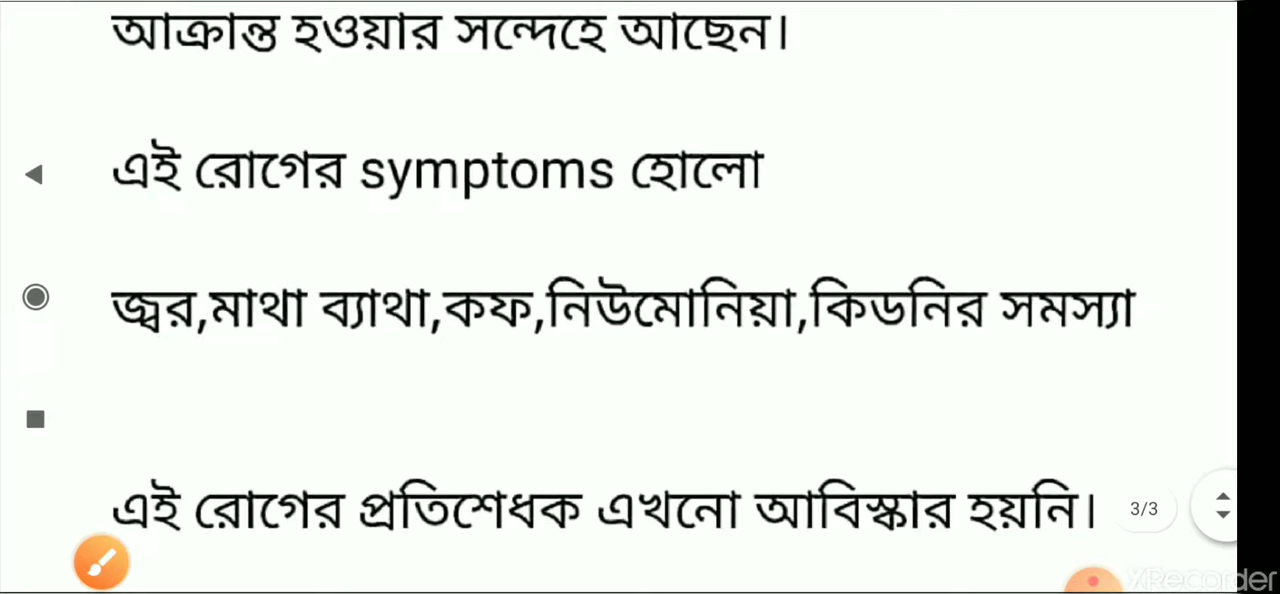 আক্রান্ত হওয়ার সন্দেহে আছেন।
এই রোগের symptoms হোলো
জ্বর,মাথা ব্যাথা,কফ,নিউমোনিয়া,কিডনির সমস্যা
এই রোগের প্রতিশেধক এখনো আবিস্কার হয়নি।
3/3
XRecorder